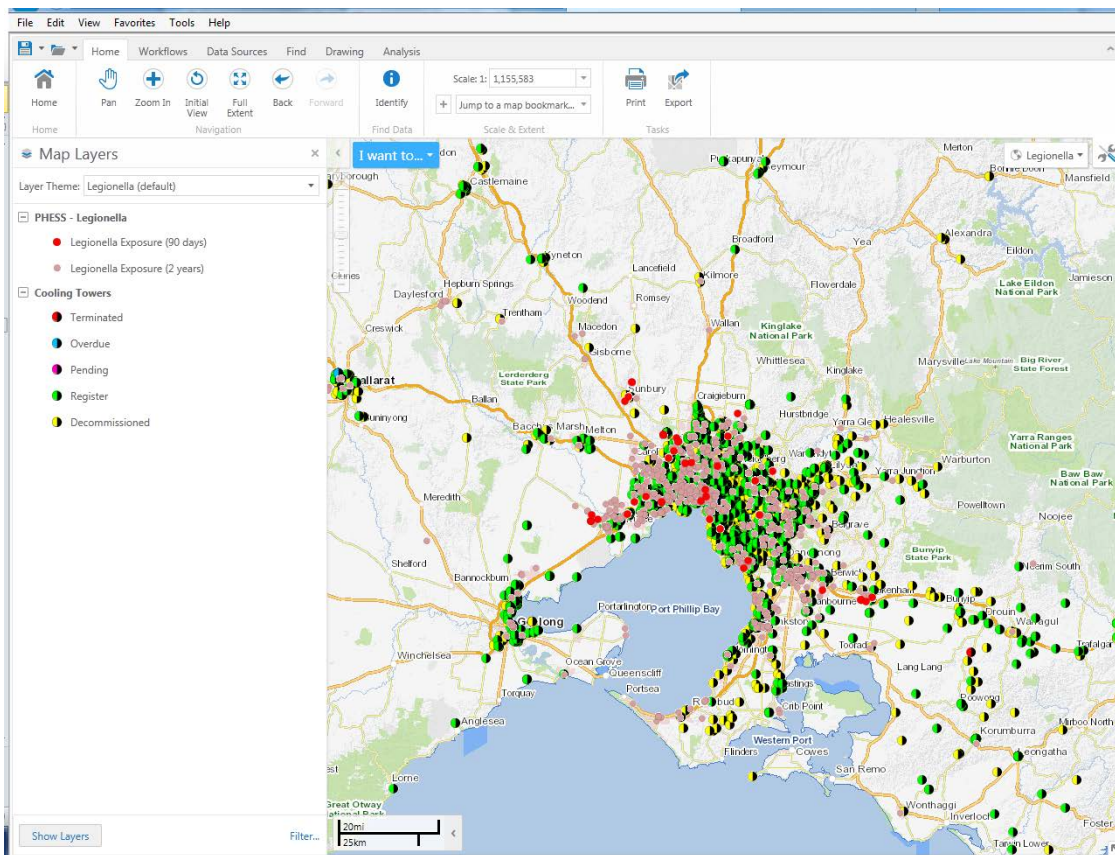 File Edit View Favorites Tools Help
Home Workflows Data Sources Find Drawing Analysis
Home Pan Zoom In Initial View Full Extent Back Forward Identify Scale: 1: 1,155,583 Print Export
Jump to a map bookmark...
Home Navigation Find Data Scale & Extent Tasks
Map Layers
Layer Theme: Legionella (default)
PHESS - Legionella
Legionella Exposure (90 days)
Legionella Exposure (2 years)
Cooling Towers
Terminated
Overdue
Pending
Register
Decommissioned
Show Layers Filter...
I want to...
Legionella
Merton
Mansfield
Castlemaine
Alexandra
Broadford
Yea
Eildon
Jamieson
Lancefield
Kilmore
Flowerdale
Lake Eildon National Park
Hepburn Springs
Daylesford
Woodend
Romsey
Trentham
Macedon
Wallan
Kinglake National Park
Creswick
Gisborne
Whittlesea
Marysville
Lake Mountain
Big River State Forest
Lerderderg State Park
Kinglake
Sunbury
Craigieburn
Hurstbridge
Healesville
Ballan
Melton
Yarra Ranges National Park
Warburton
Yarra Junction
Baw Baw National Park
Powelltown
Noojee
Meredith
Shelford
Bunyip State Park
Bannockburn
Berwick
Bunyip
Drouin
Warragul
Trafalgar
Portarlington
Port Phillip Bay
Winchelsea
Ocean Grove
Queenscliff
Lang Lang
Torquay
Portsea
Crib Point
Poowong
Korumburra
Mirboo North
Anglesea
Western Port
Leongatha
Flinders
Cowes
San Remo
Lorne
Wonthaggi
Inverloch
Foster
Great Otway National Park
Tarwin Lower
20mi
25km